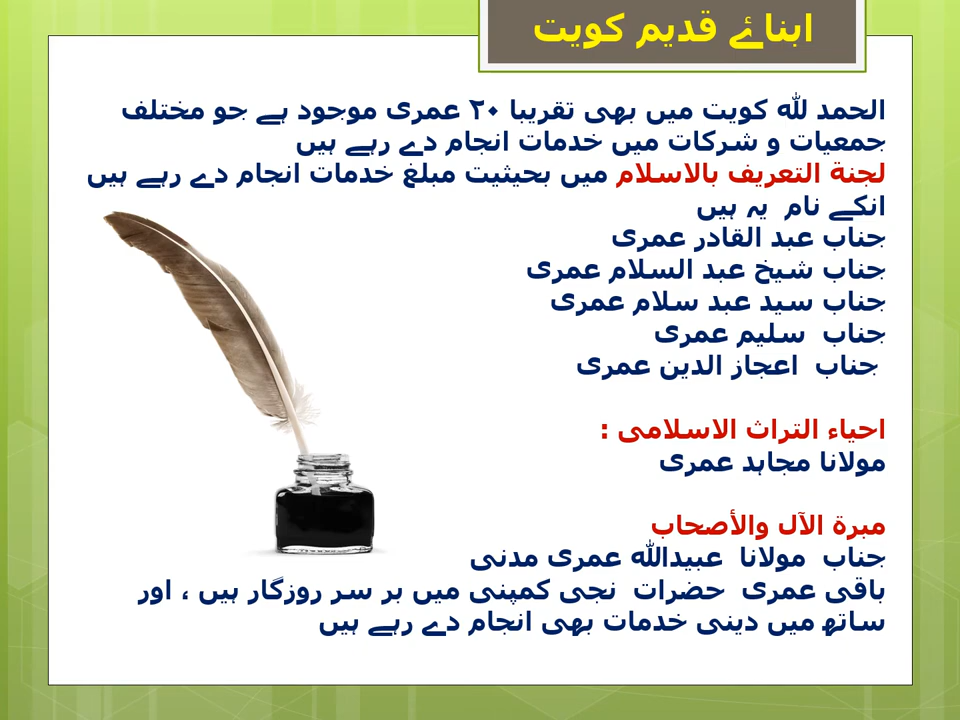 ابنائے قدیم کویت
الحمد لله کویت میں بھی تقریبا ۲۰ عمری موجود ہے جو مختلف
جمعیات و شرکات میں خدمات انجام دے رہے ہیں
لجنة التعریف بالاسلام میں بحیثیت مبلغ خدمات انجام دے رہے ہیں
انکے نام یہ ہیں
جناب عبد القادر عمری
جناب شیخ عبد السلام عمری
جناب سید عبد سلام عمری
جناب سلیم عمری
جناب اعجاز الدین عمری
احیاء التراث الاسلامی :
مولانا مجاہد عمری
مبرة الآل والأصحاب
جناب مولانا عبیدالله عمری مدنی
باقی عمری حضرات نجی کمپنی میں بر سر روزگار ہیں ، اور
ساتھ میں دینی خدمات بھی انجام دے رہے ہیں